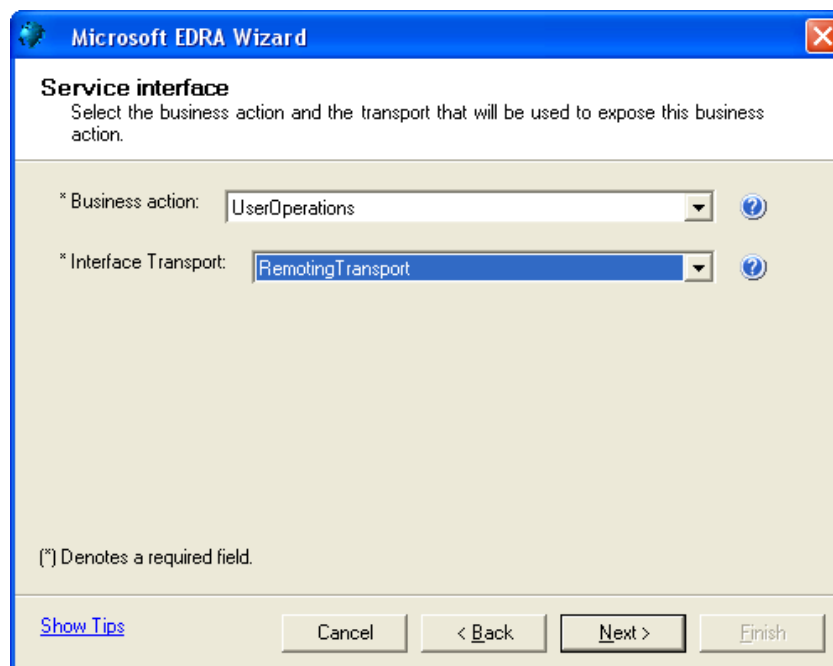 Microsoft EDRA Wizard
Service interface
Select the business action and the transport that will be used to expose this business
action.
* Business action: UserOperations
* Interface Transport: RemotingTransport
(*) Denotes a required field.
Show Tips Cancel < Back Next > Finish